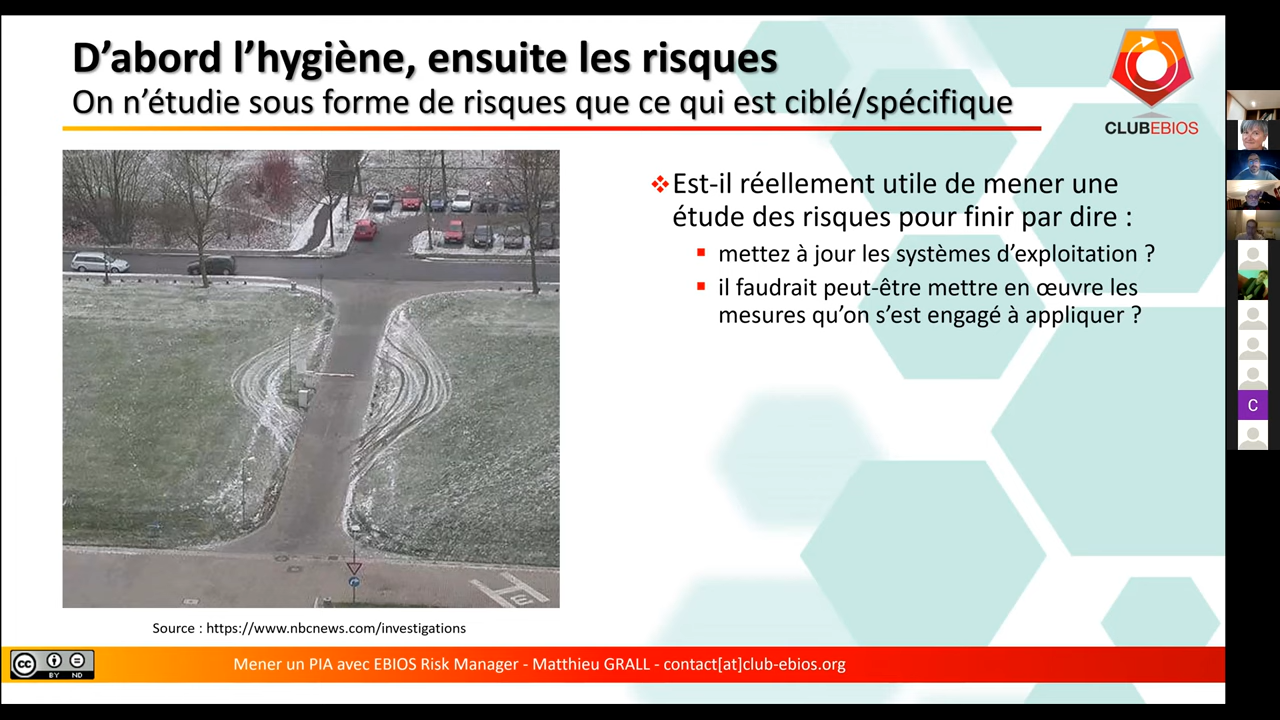 D’abord l’hygiène, ensuite les risques
On n’étudie sous forme de risques que ce qui est ciblé/spécifique
CLUBEBIOS
Est-il réellement utile de mener une
étude des risques pour finir par dire :
mettez à jour les systèmes d’exploitation ?
il faudrait peut-être mettre en œuvre les
mesures qu’on s’est engagé à appliquer ?
C
Source : https://www.nbcnews.com/investigations
cc BY ND
Mener un PIA avec EBIOS Risk Manager - Matthieu GRALL - contact[at]club-ebios.org